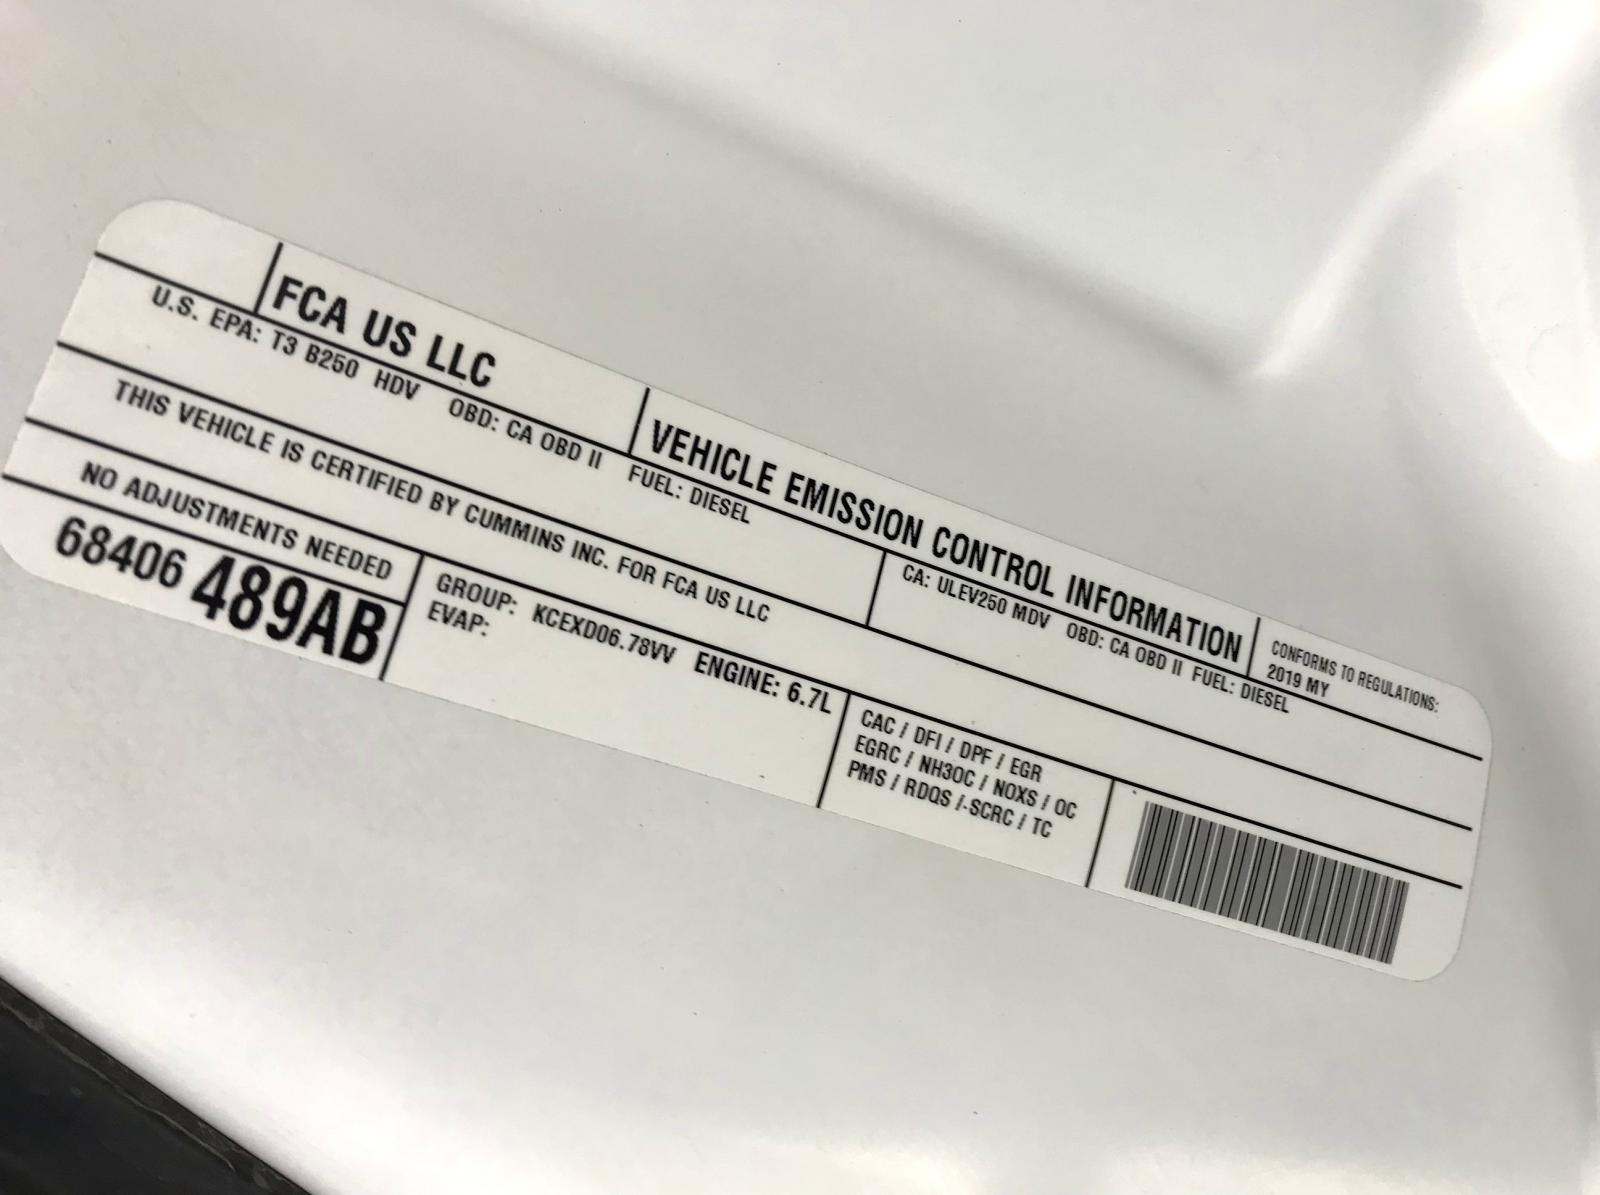 FCA US LLC
VEHICLE EMISSION CONTROL INFORMATION
CONFORMS TO REGULATIONS:
2019 MY
U.S. EPA: T3 B250 HDV OBD: CA OBD II FUEL: DIESEL
CA: ULEV250 MDV OBD: CA OBD II FUEL: DIESEL
THIS VEHICLE IS CERTIFIED BY CUMMINS INC. FOR FCA US LLC
NO ADJUSTMENTS NEEDED
68406 489AB
GROUP: KCEXD06.78VV ENGINE: 6.7L
EVAP:
CAC / DFI / DPF / EGR
EGRC / NH3OC / NOXS / OC
PMS / RDQS /-SCRC / TC